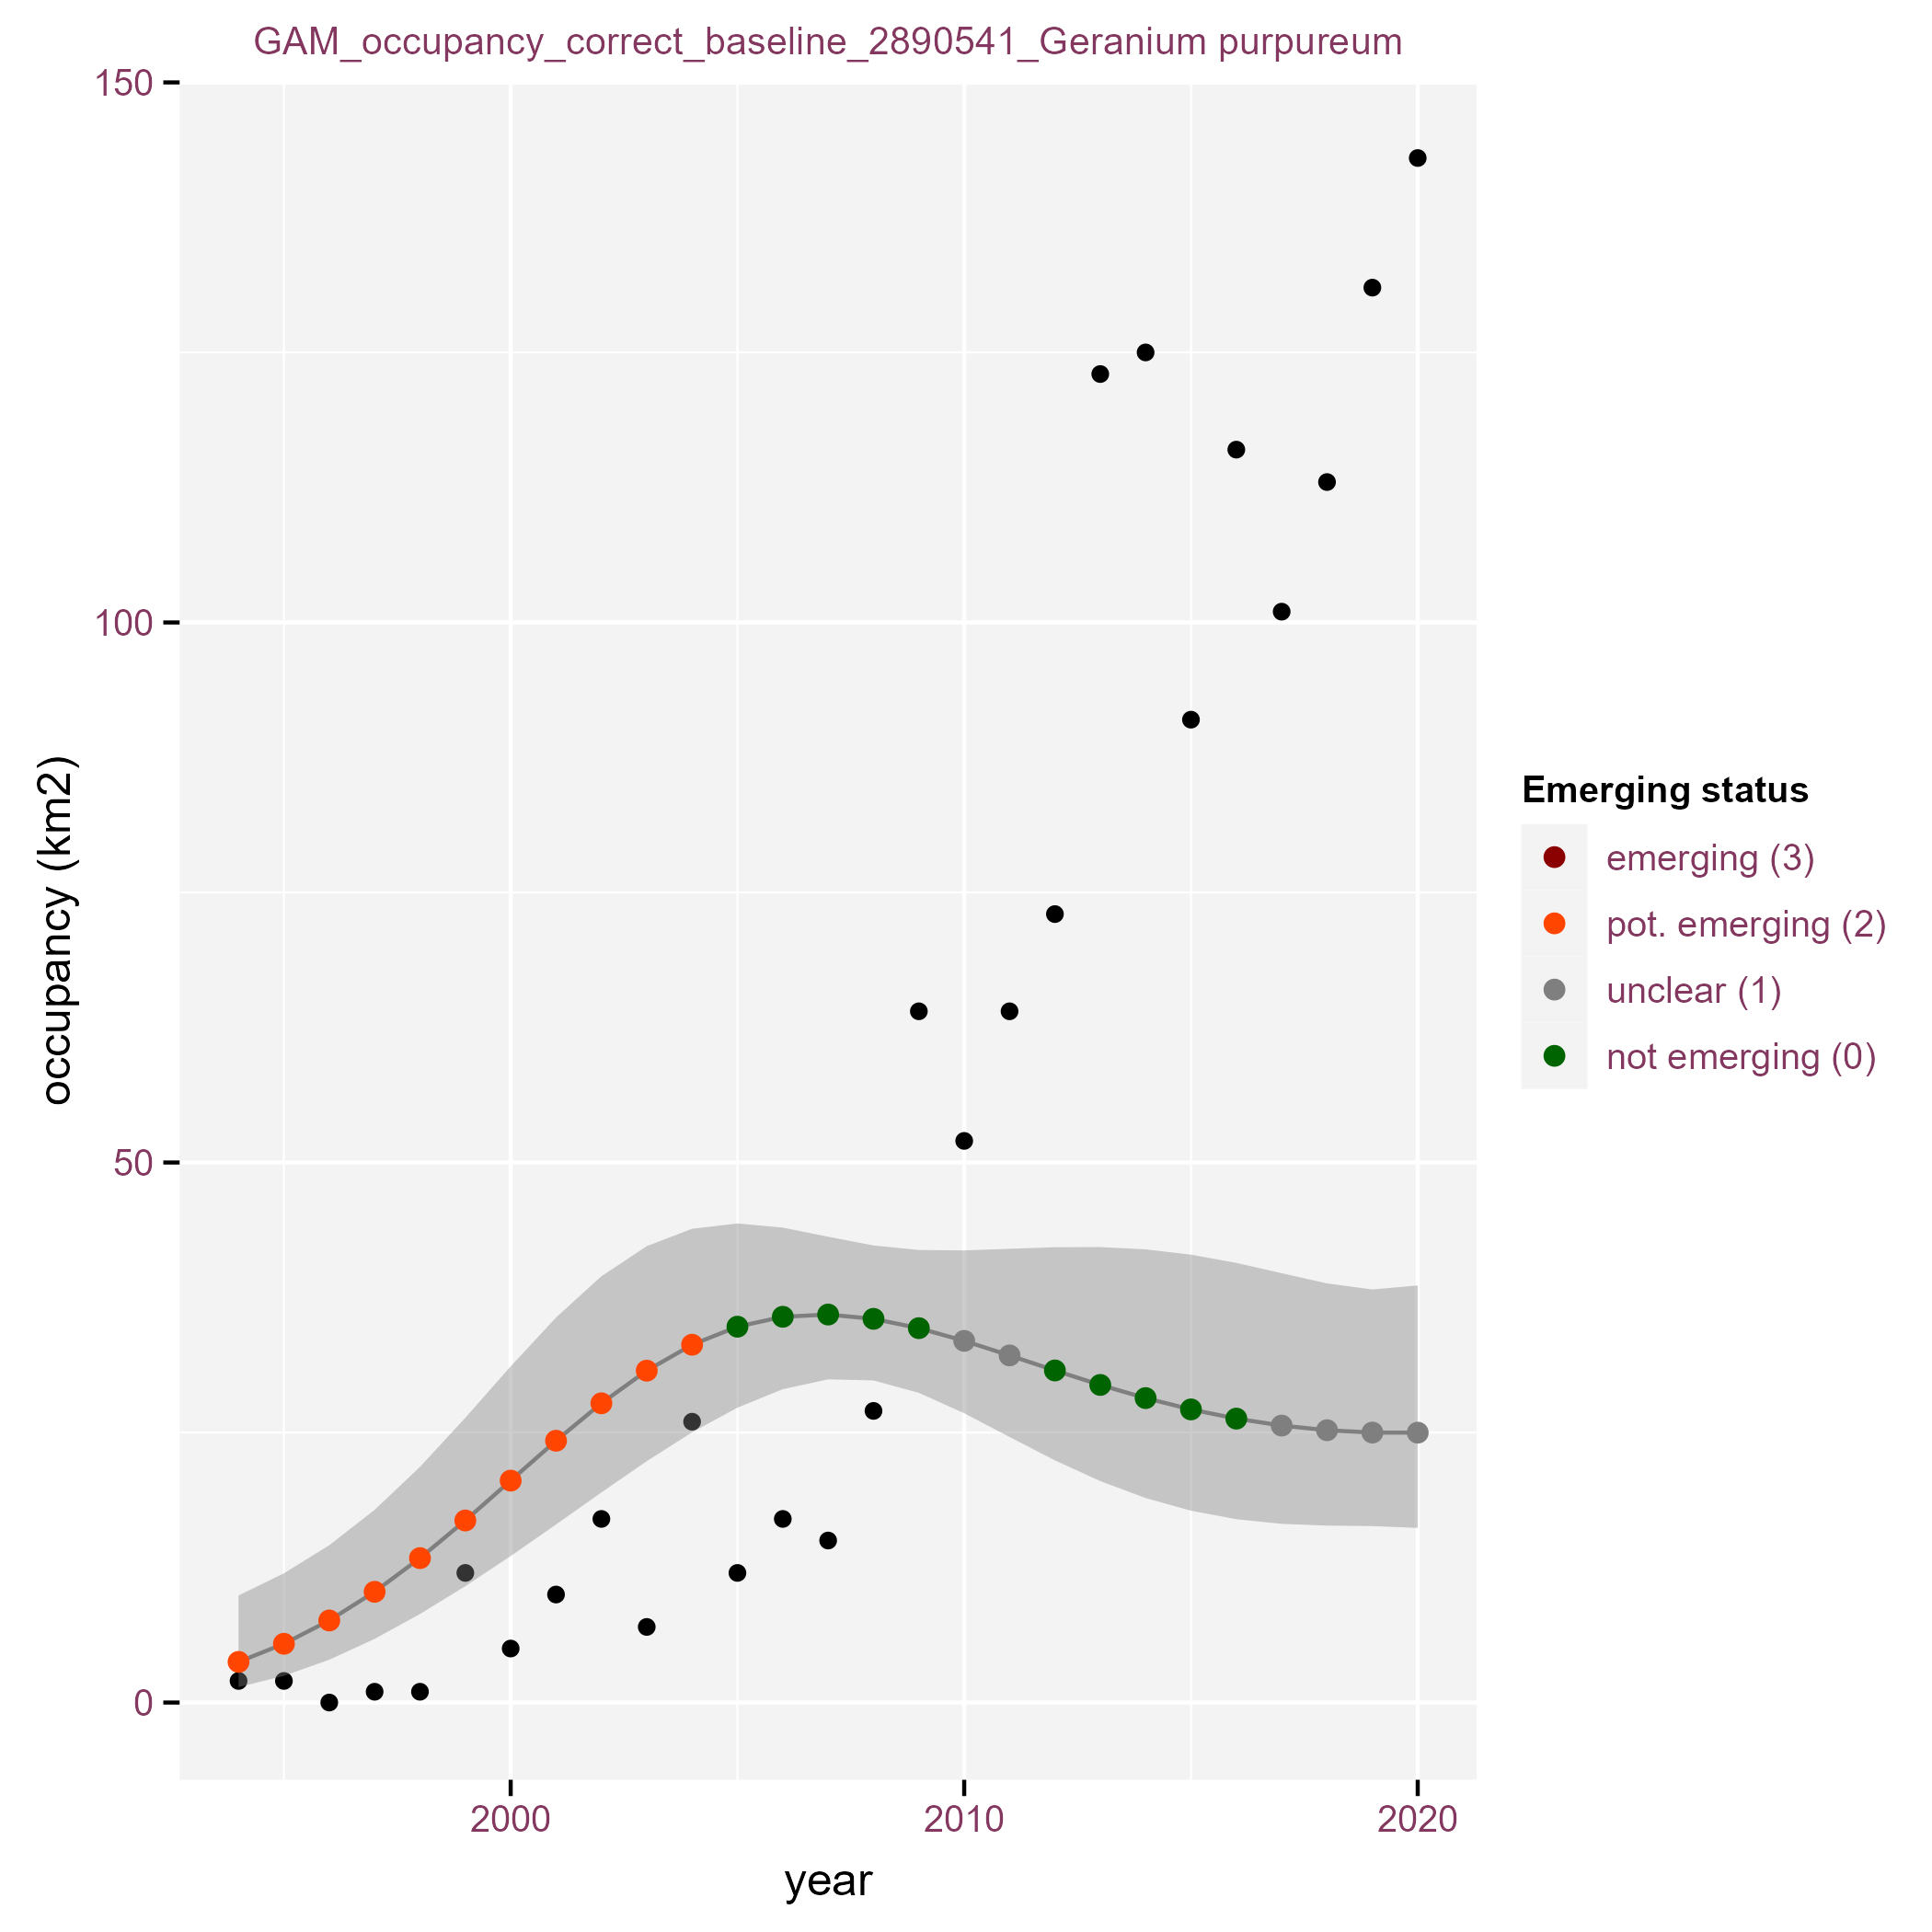 GAM_occupancy_correct_baseline_2890541_Geranium purpureum
150
100
50
0
occupancy (km2)
2000
2010
2020
year
Emerging status
emerging (3)
pot. emerging (2)
unclear (1)
not emerging (0)